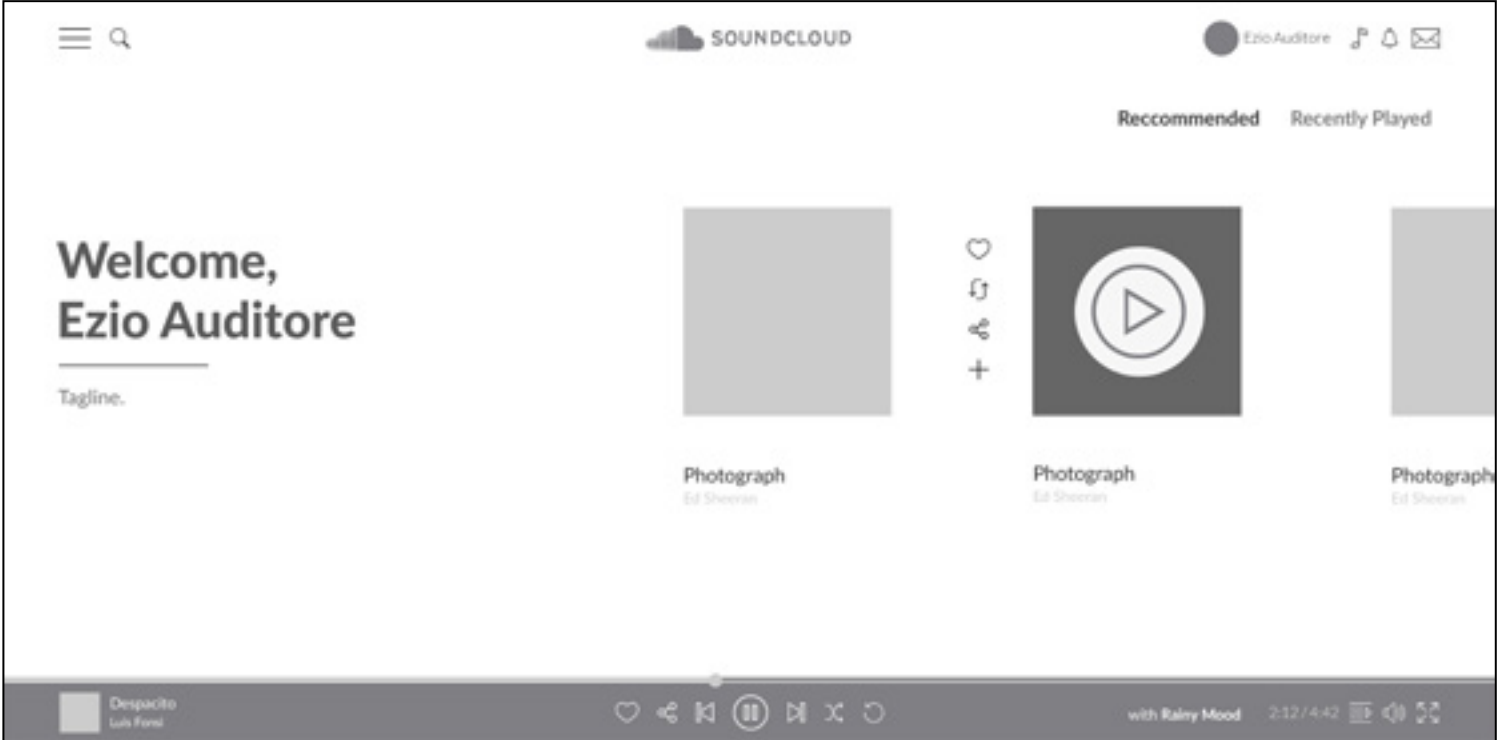 SOUNDCLOUD
Ezio Auditore
Reccommended
Recently Played
Welcome,
Ezio Auditore
Tagline.
Photograph
Ed Sheeran
Photograph
Ed Sheeran
Photograph
Ed Sheeran
Despacito
Luis Fonsi
with Rainy Mood
2:12/4:42